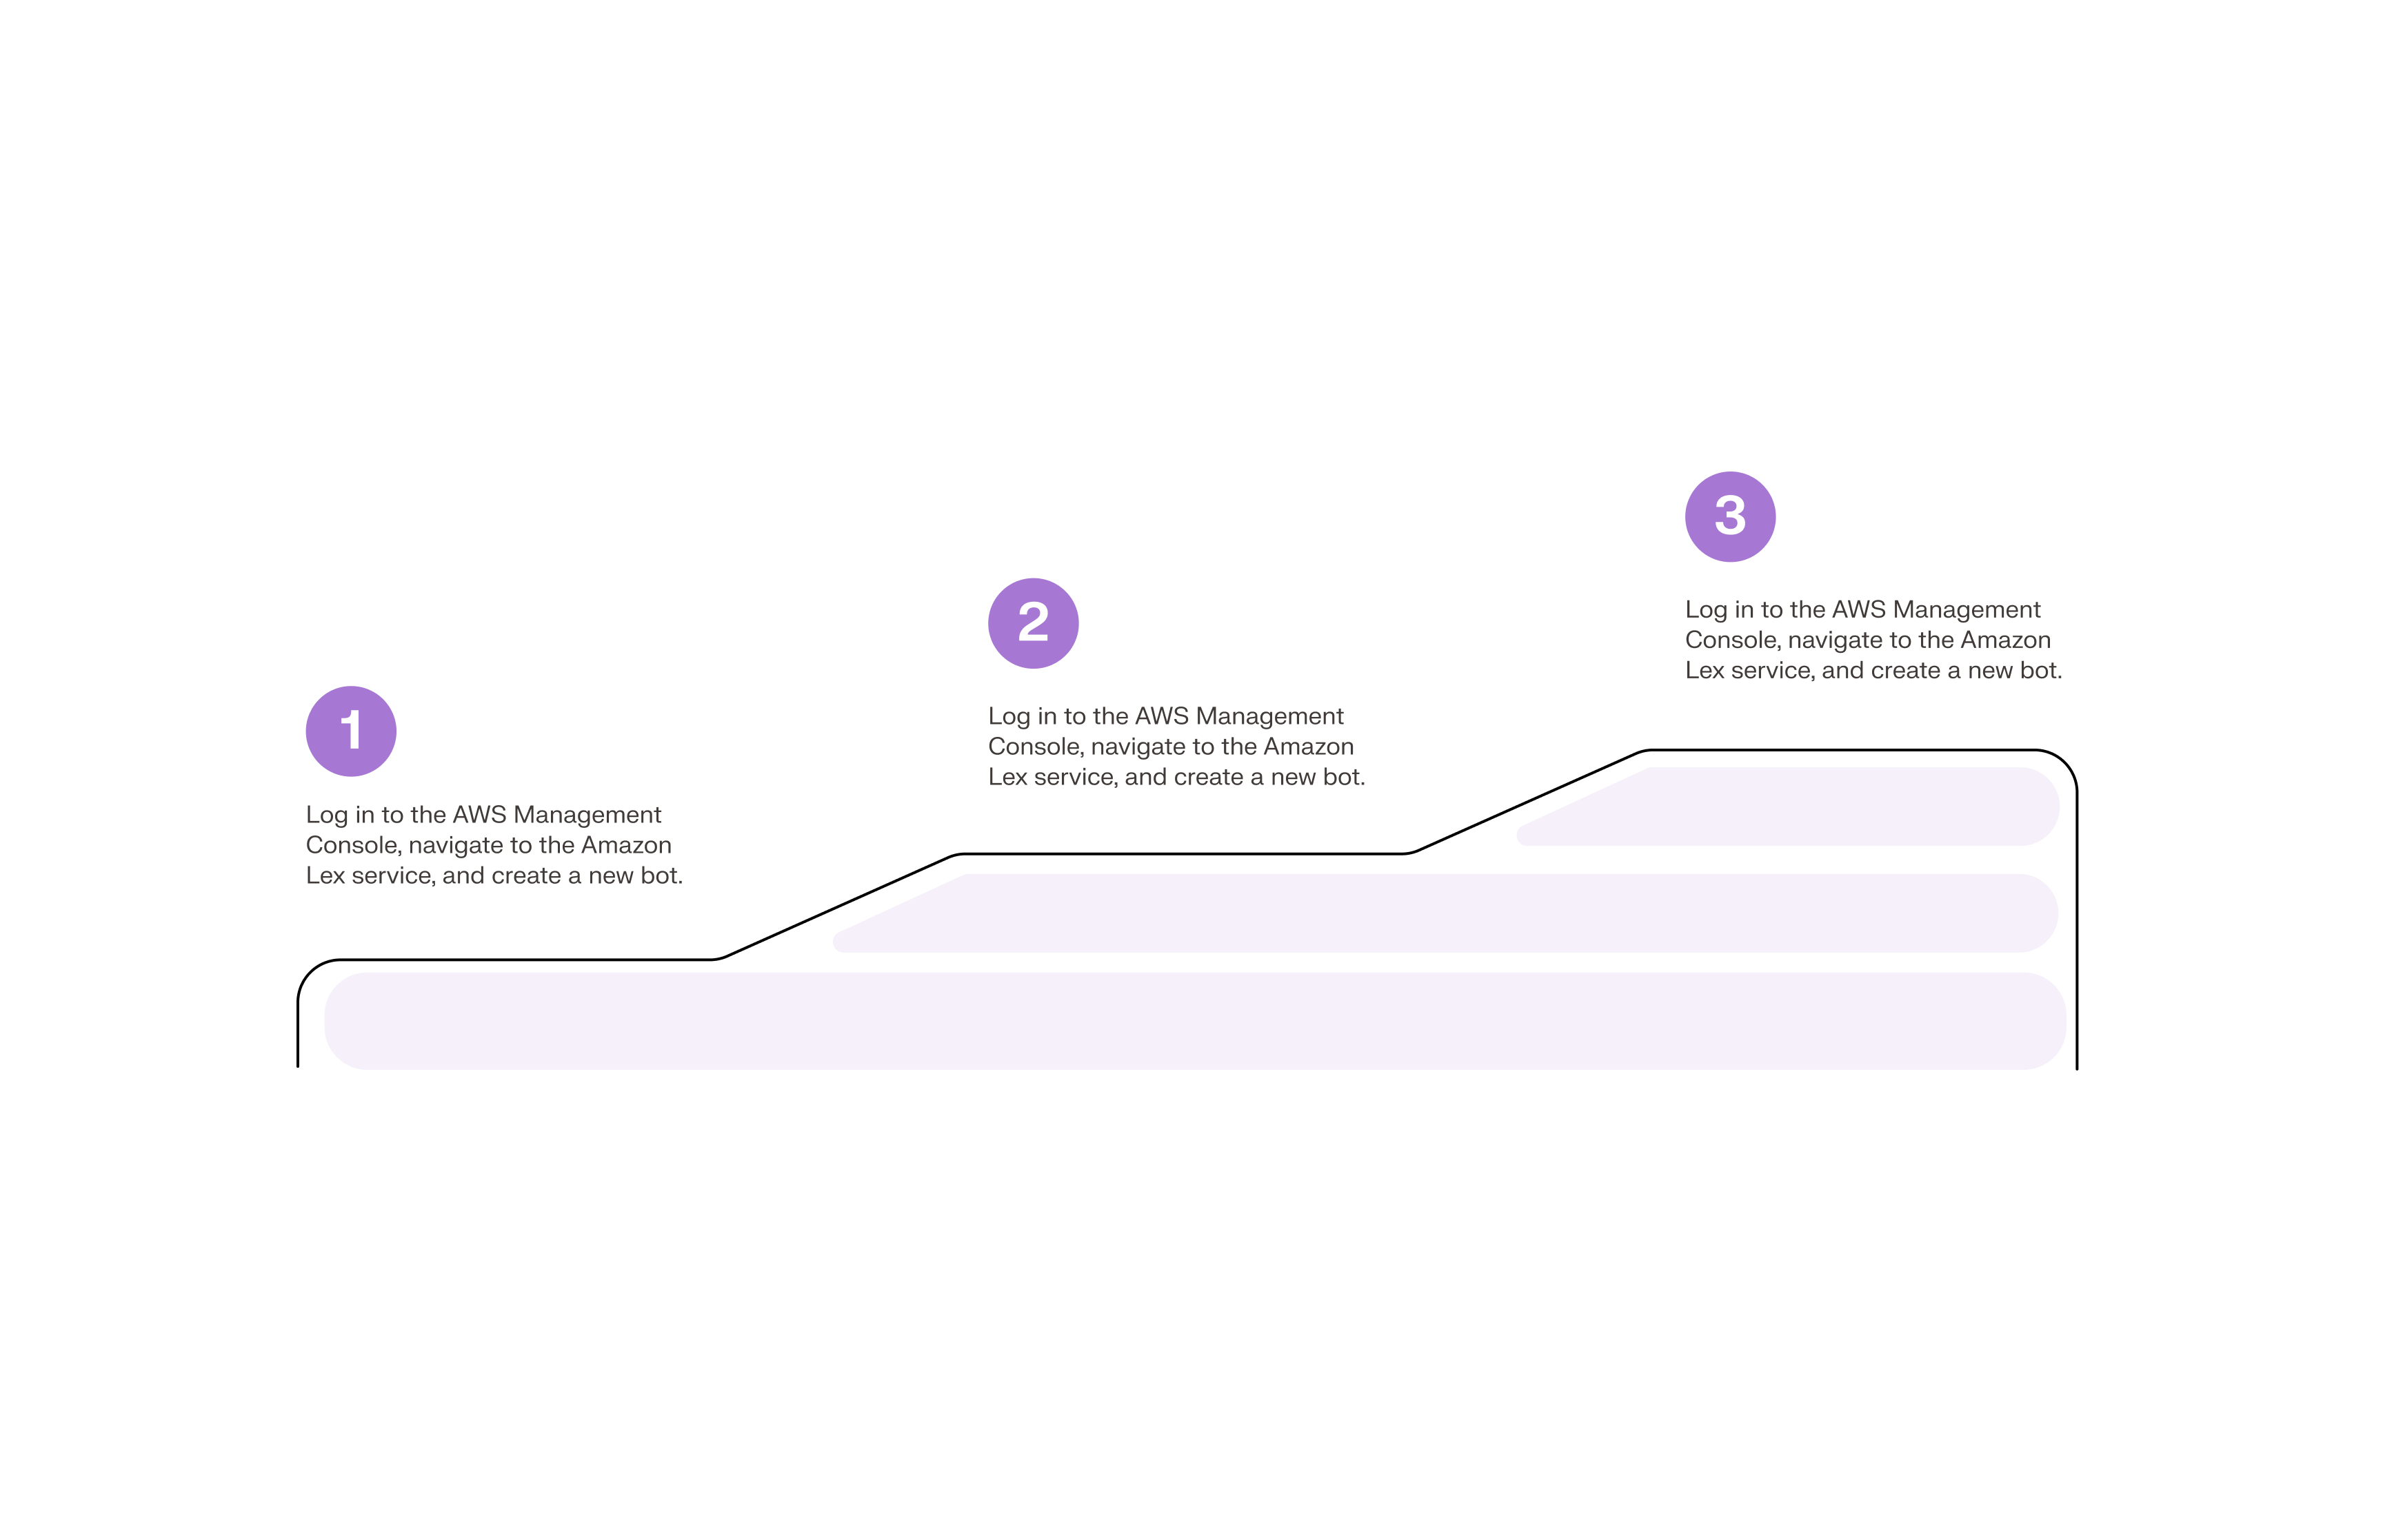 1
Log in to the AWS Management
Console, navigate to the Amazon
Lex service, and create a new bot.
2
Log in to the AWS Management
Console, navigate to the Amazon
Lex service, and create a new bot.
3
Log in to the AWS Management
Console, navigate to the Amazon
Lex service, and create a new bot.